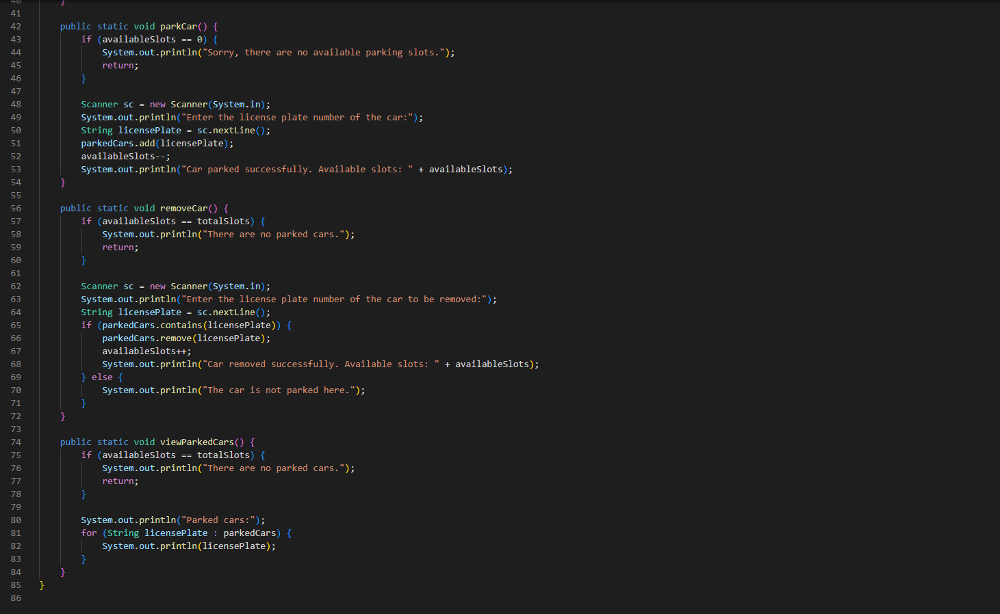 40 }
41
42 public static void parkCar() {
43 if (availableSlots == 0) {
44 System.out.println("Sorry, there are no available parking slots.");
45 return;
46 }
47
48 Scanner sc = new Scanner(System.in);
49 System.out.println("Enter the license plate number of the car:");
50 String licensePlate = sc.nextLine();
51 parkedCars.add(licensePlate);
52 availableSlots--;
53 System.out.println("Car parked successfully. Available slots: " + availableSlots);
54 }
55
56 public static void removeCar() {
57 if (availableSlots == totalSlots) {
58 System.out.println("There are no parked cars.");
59 return;
60 }
61
62 Scanner sc = new Scanner(System.in);
63 System.out.println("Enter the license plate number of the car to be removed:");
64 String licensePlate = sc.nextLine();
65 if (parkedCars.contains(licensePlate)) {
66 parkedCars.remove(licensePlate);
67 availableSlots++;
68 System.out.println("Car removed successfully. Available slots: " + availableSlots);
69 } else {
70 System.out.println("The car is not parked here.");
71 }
72 }
73
74 public static void viewParkedCars() {
75 if (availableSlots == totalSlots) {
76 System.out.println("There are no parked cars.");
77 return;
78 }
79
80 System.out.println("Parked cars:");
81 for (String licensePlate : parkedCars) {
82 System.out.println(licensePlate);
83 }
84 }
85 }
86